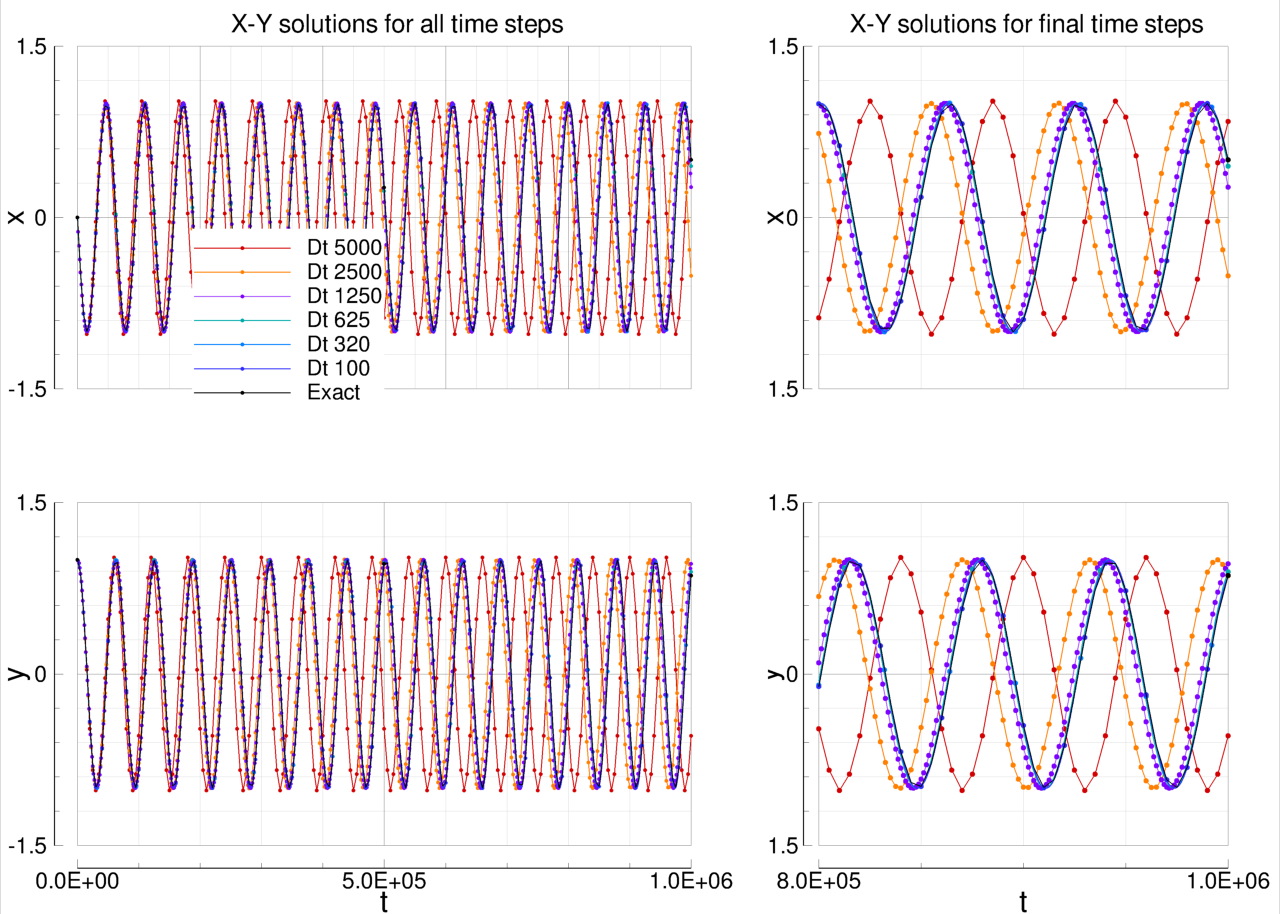 X-Y solutions for all time steps
X-Y solutions for final time steps
1.5
x
0
-1.5
Dt 5000
Dt 2500
Dt 1250
Dt 625
Dt 320
Dt 100
Exact
1.5
x
0
1.5
1.5
y
0
-1.5
0.0E+00
5.0E+05
1.0E+06
t
1.5
y
0
1.5
8.0E+05
1.0E+06
t